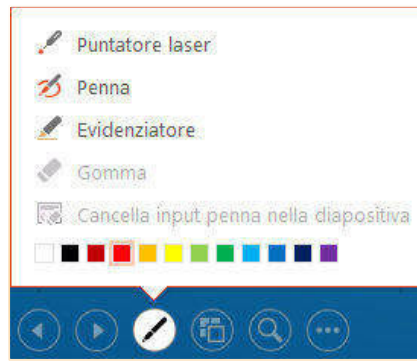 Puntatore laser
Penna
Evidenziatore
Gomma
Cancella input penna nella diapositiva